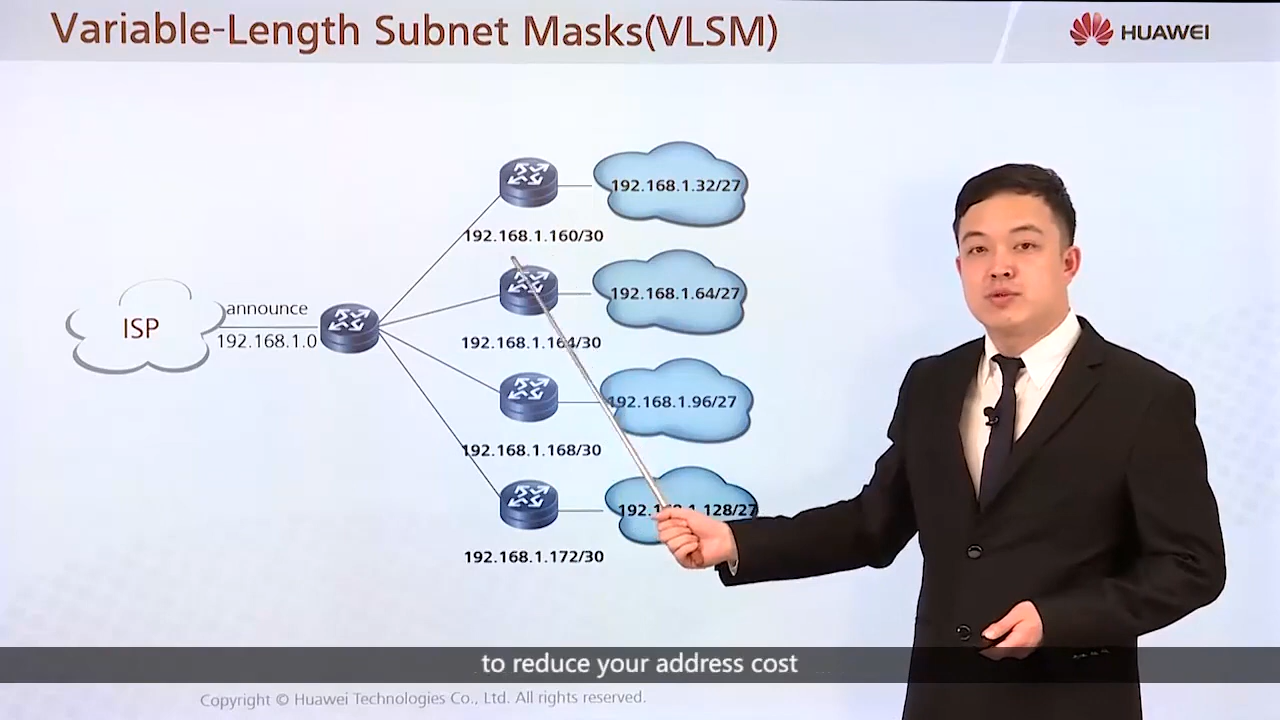 Variable-Length Subnet Masks(VLSM)
HUAWEI
192.168.1.32/27
192.168.1.160/30
192.168.1.64/27
announce
ISP
192.168.1.0
192.168.1.164/30
192.168.1.96/27
192.168.1.168/30
192.168.1.128/27
192.168.1.172/30
to reduce your address cost
Copyright © Huawei Technologies Co., Ltd. All rights reserved.